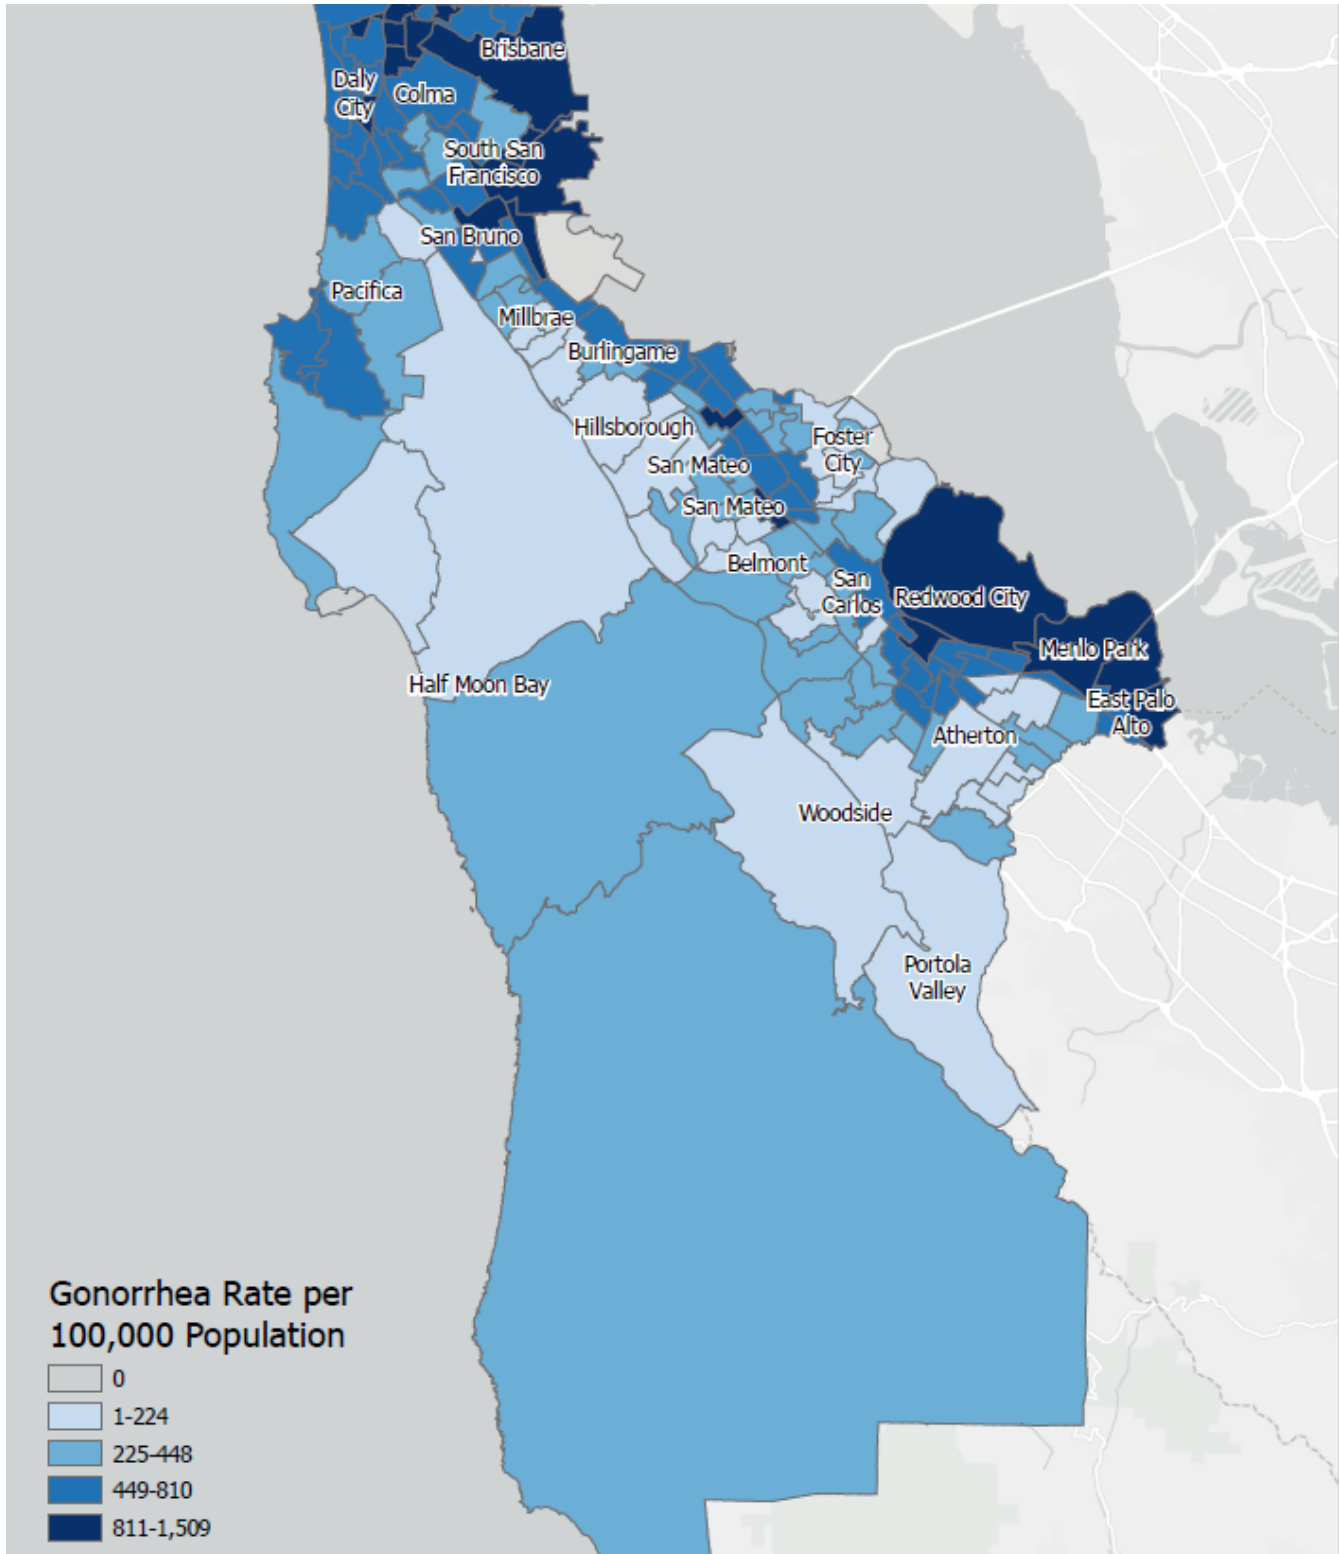 Brisbane
Daly
City
Colma
South San
Francisco
San Bruno
Pacifica
Millbrae
Burlingame
Hillsborough
Foster
City
San Mateo
San Mateo
Belmont
San
Carlos
Redwood City
Menlo Park
Half Moon Bay
East Palo
Alto
Atherton
Woodside
Portola
Valley
Gonorrhea Rate per
100,000 Population
0
1-224
225-448
449-810
811-1,509